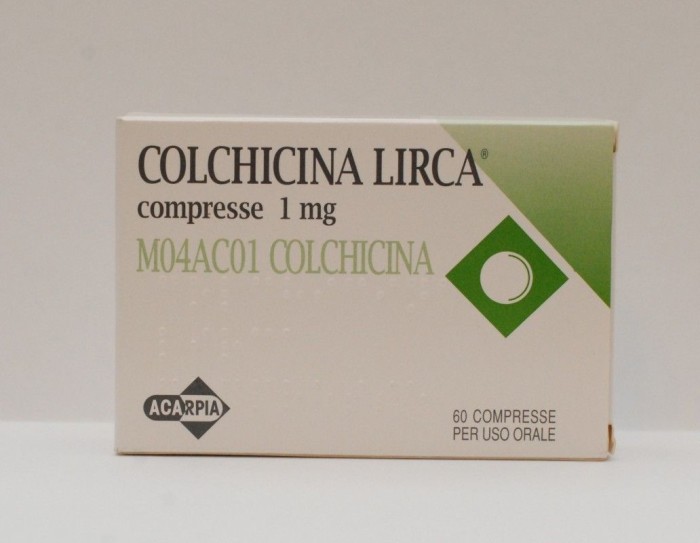 COLCHICINA LIRCA®
compresse 1 mg
M04AC01 COLCHICINA
ACARPIA
60 COMPRESSE
PER USO ORALE